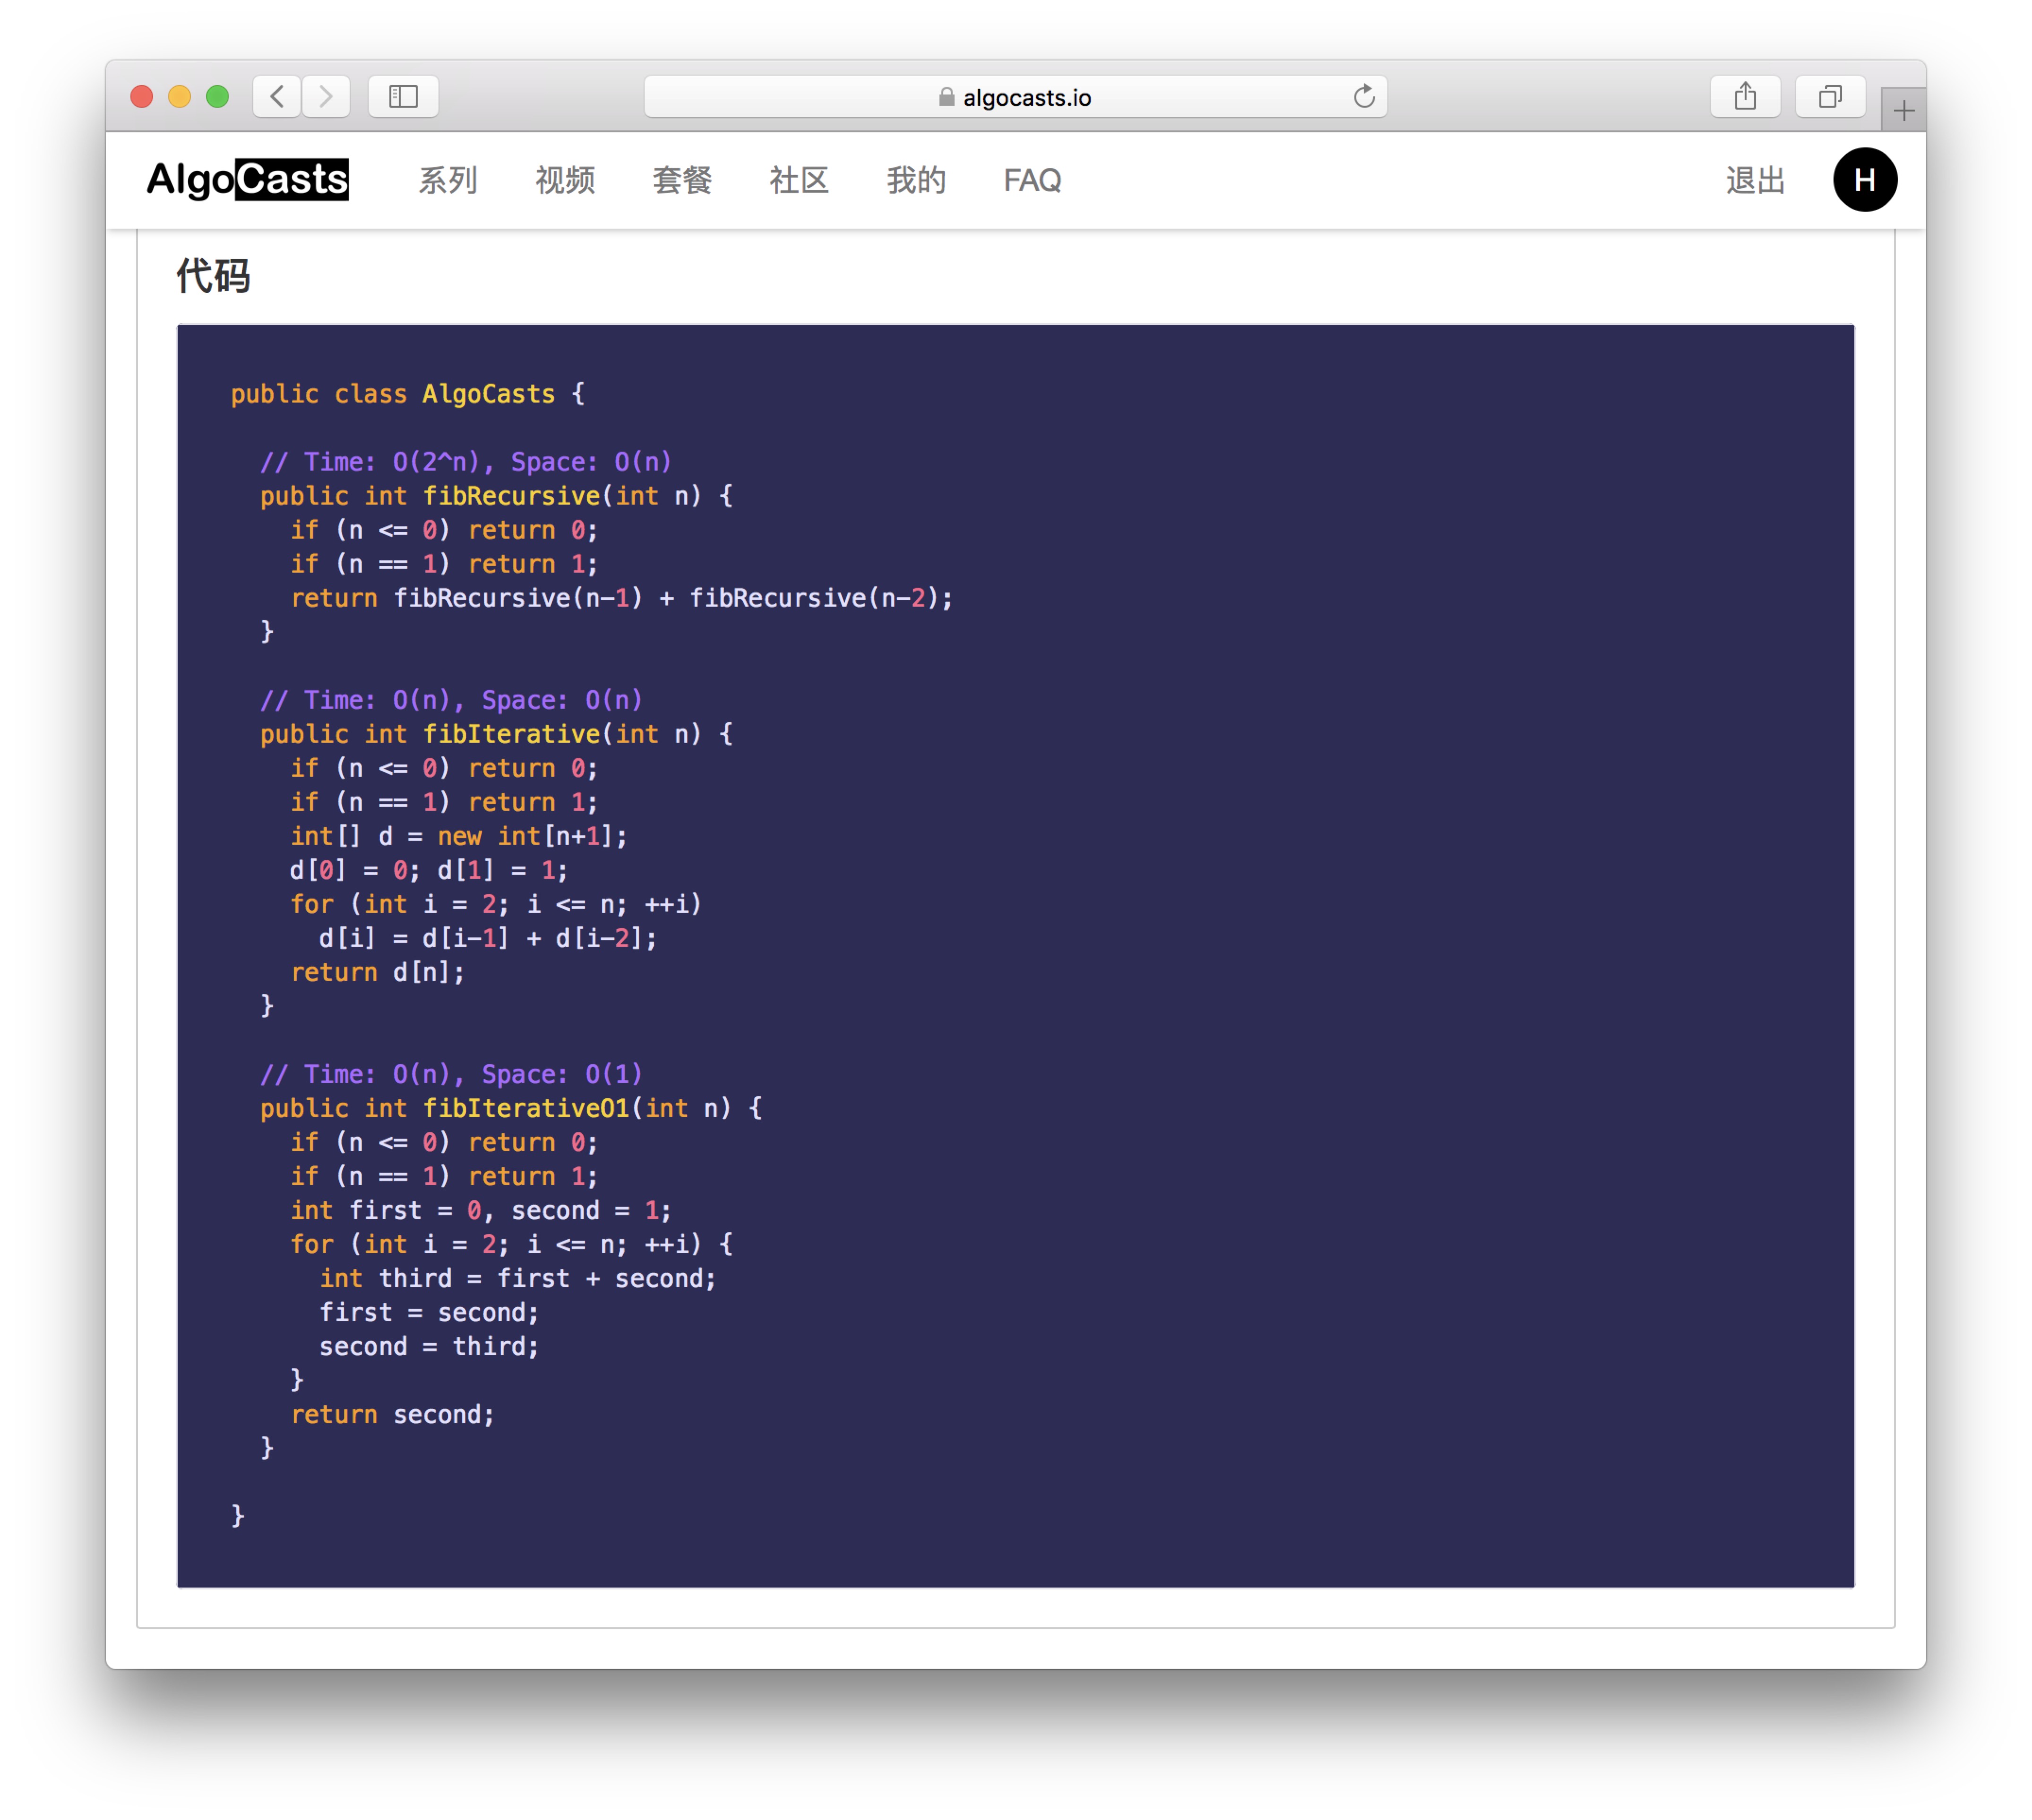 algocasts.io
AlgoCasts 系列 视频 套餐 社区 我的 FAQ 退出 H
代码
public class AlgoCasts {
  // Time: O(2^n), Space: O(n)
  public int fibRecursive(int n) {
    if (n <= 0) return 0;
    if (n == 1) return 1;
    return fibRecursive(n-1) + fibRecursive(n-2);
  }
  // Time: O(n), Space: O(n)
  public int fibIterative(int n) {
    if (n <= 0) return 0;
    if (n == 1) return 1;
    int[] d = new int[n+1];
    d[0] = 0; d[1] = 1;
    for (int i = 2; i <= n; ++i)
      d[i] = d[i-1] + d[i-2];
    return d[n];
  }
  // Time: O(n), Space: O(1)
  public int fibIterativeO1(int n) {
    if (n <= 0) return 0;
    if (n == 1) return 1;
    int first = 0, second = 1;
    for (int i = 2; i <= n; ++i) {
      int third = first + second;
      first = second;
      second = third;
    }
    return second;
  }
}